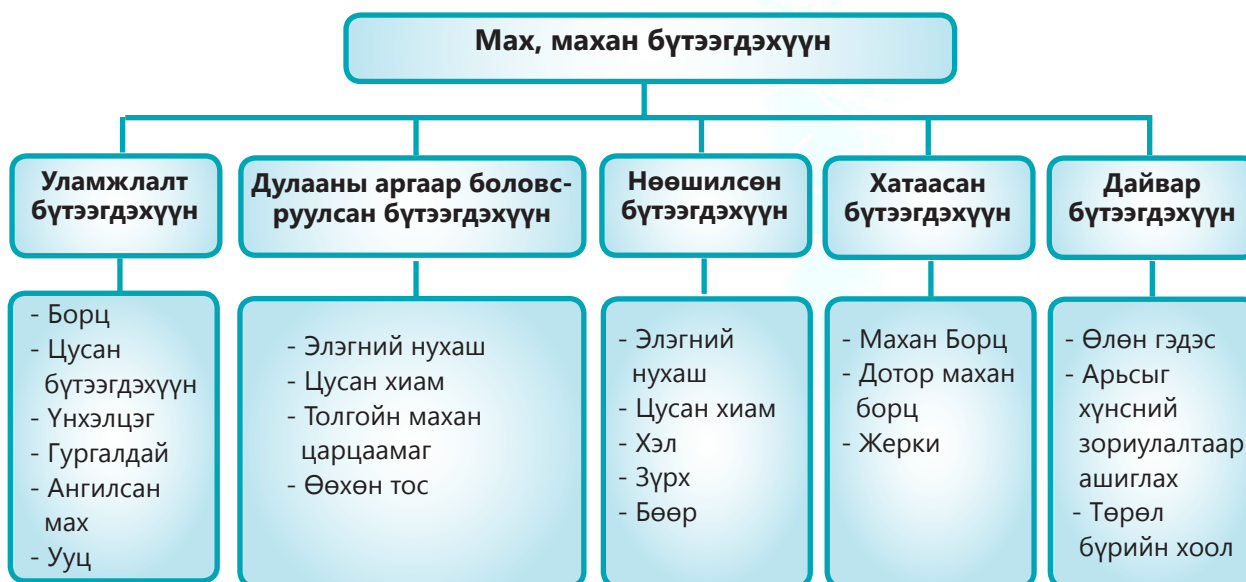 Мах, махан бүтээгдэхүүн
Уламжлалт
бүтээгдэхүүн
Дулааны аргаар боловс-
руулсан бүтээгдэхүүн
Нөөшилсөн
бүтээгдэхүүн
Хатаасан
бүтээгдэхүүн
Дайвар
бүтээгдэхүүн
- Борц
- Цусан
бүтээгдэхүүн
- Үнхэлцэг
- Гургалдай
- Ангилсан
мах
- Ууц
- Элэгний нухаш
- Цусан хиам
- Толгойн махан
царцаамаг
- Өөхөн тос
- Элэгний
нухаш
- Цусан хиам
- Хэл
- Зүрх
- Бөөр
- Махан Борц
- Дотор махан
борц
- Жерки
- Өлөн гэдэс
- Арьсыг
хүнсний
зориулалтаар
ашиглах
- Төрөл
бүрийн хоол